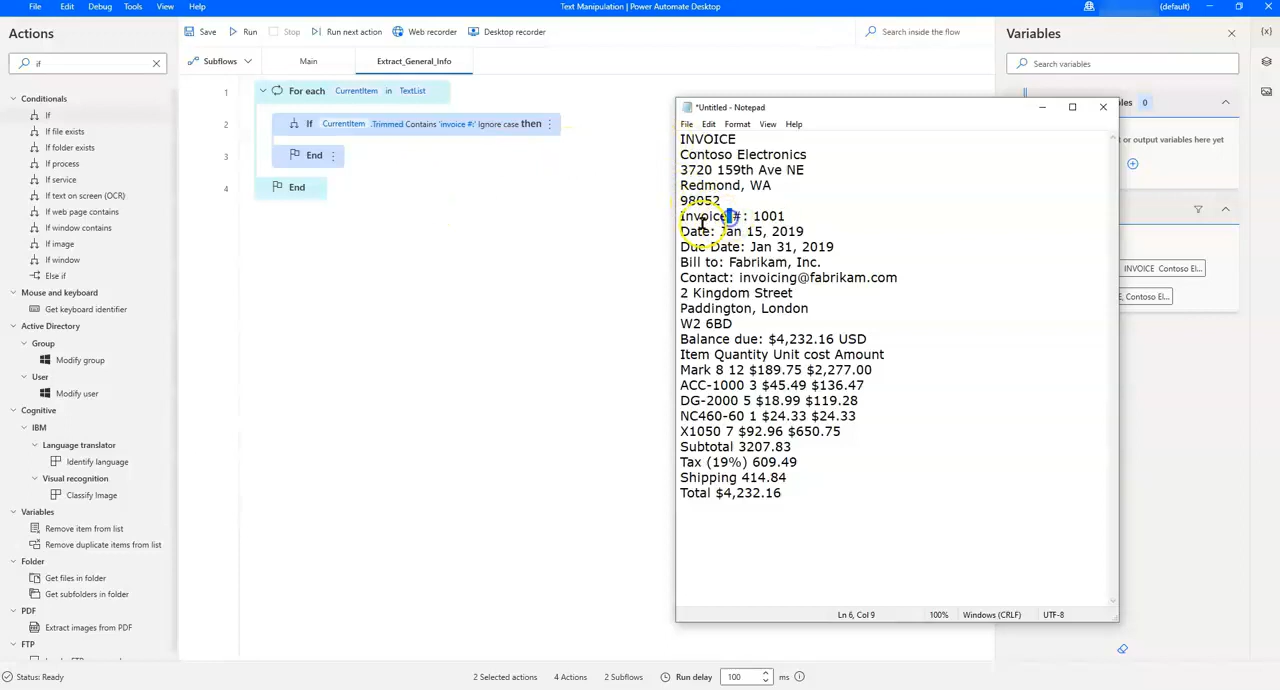 File Edit Debug Tools View Help Text Manipulation | Power Automate Desktop (default)
Actions
if
Conditionals
If
If file exists
If folder exists
If process
If service
If text on screen (OCR)
If web page contains
If window contains
If image
If window
Else if
Mouse and keyboard
Get keyboard identifier
Active Directory
Group
Modify group
User
Modify user
Cognitive
IBM
Language translator
Identify language
Visual recognition
Classify Image
Variables
Remove item from list
Remove duplicate items from list
Folder
Get files in folder
Get subfolders in folder
PDF
Extract images from PDF
FTP
Save Run Stop Run next action Web recorder Desktop recorder Search inside the flow
Subflows Main Extract_General_Info
1 For each CurrentItem in TextList
2 If CurrentItem .Trimmed Contains 'invoice #:' Ignore case then
3 End
4 End
*Untitled - Notepad
File Edit Format View Help
INVOICE
Contoso Electronics
3720 159th Ave NE
Redmond, WA
98052
Invoice #: 1001
Date: Jan 15, 2019
Due Date: Jan 31, 2019
Bill to: Fabrikam, Inc.
Contact: invoicing@fabrikam.com
2 Kingdom Street
Paddington, London
W2 6BD
Balance due: $4,232.16 USD
Item Quantity Unit cost Amount
Mark 8 12 $189.75 $2,277.00
ACC-1000 3 $45.49 $136.47
DG-2000 5 $18.99 $119.28
NC460-60 1 $24.33 $24.33
X1050 7 $92.96 $650.75
Subtotal 3207.83
Tax (19%) 609.49
Shipping 414.84
Total $4,232.16
Ln 6, Col 9 100% Windows (CRLF) UTF-8
Variables
{x}
Search variables
bles 0
t or output variables here yet
INVOICE Contoso El...
E, Contoso El...
Status: Ready 2 Selected actions 4 Actions 2 Subflows Run delay 100 ms